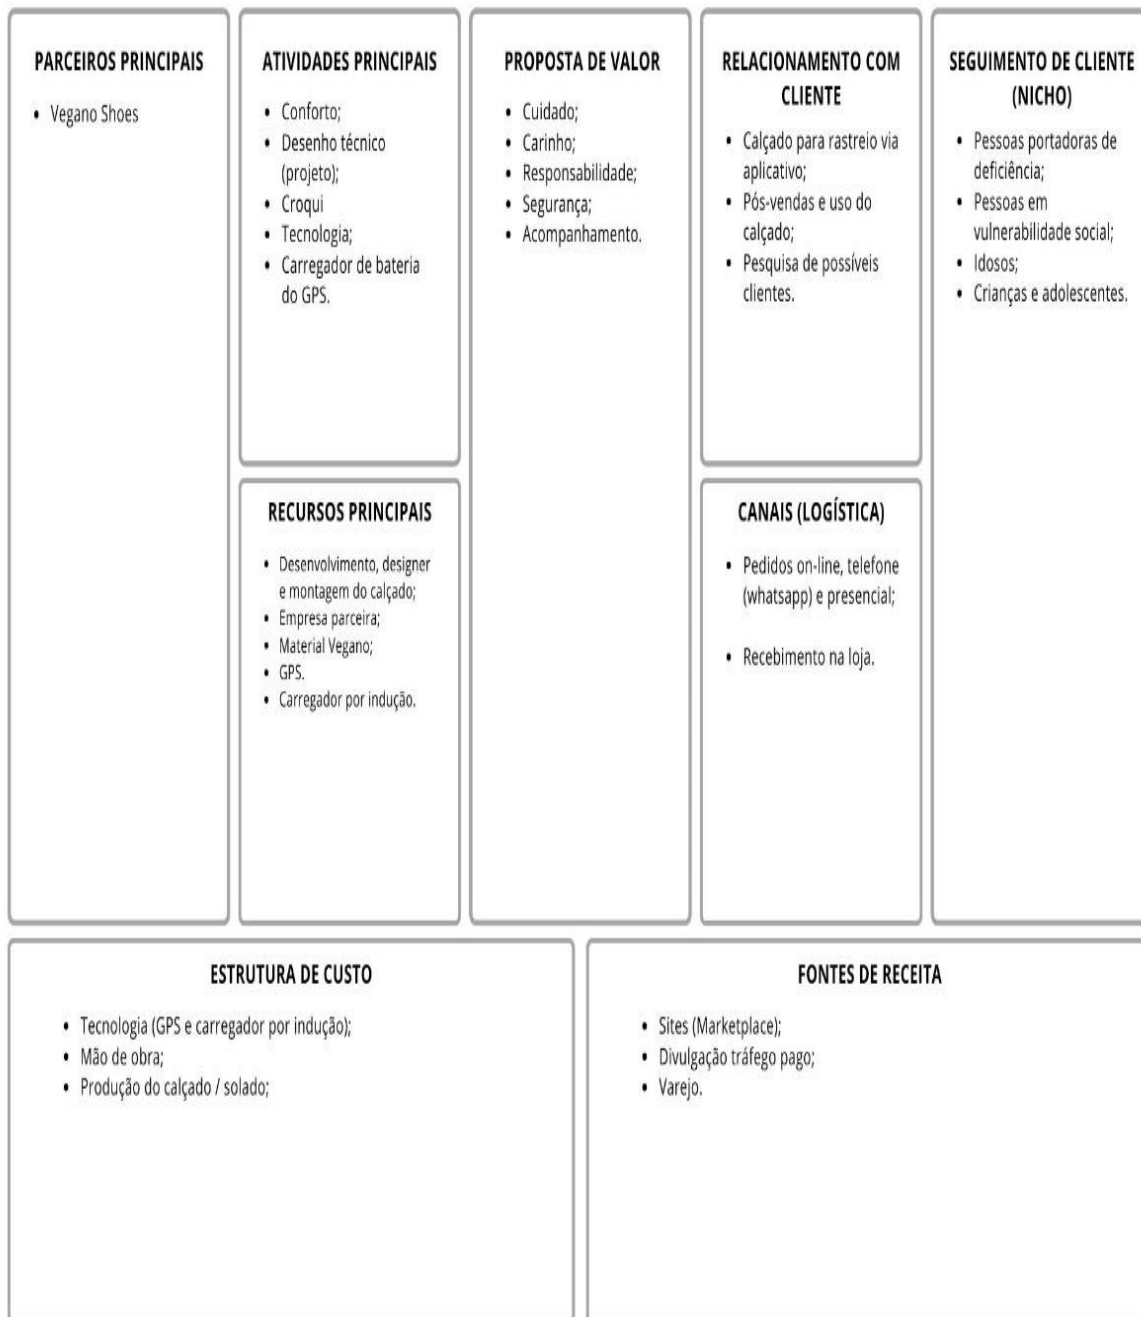 PARCEIROS PRINCIPAIS
• Vegano Shoes
ATIVIDADES PRINCIPAIS
• Conforto;
• Desenho técnico
(projeto);
• Croqui
• Tecnologia;
• Carregador de bateria
do GPS.
RECURSOS PRINCIPAIS
• Desenvolvimento, designer
e montagem do calçado;
• Empresa parceira;
• Material Vegano;
• GPS.
• Carregador por indução.
PROPOSTA DE VALOR
• Cuidado;
• Carinho;
• Responsabilidade;
• Segurança;
• Acompanhamento.
RELACIONAMENTO COM
CLIENTE
• Calçado para rastreio via
aplicativo;
• Pós-vendas e uso do
calçado;
• Pesquisa de possíveis
clientes.
CANAIS (LOGÍSTICA)
• Pedidos on-line, telefone
(whatsapp) e presencial;
• Recebimento na loja.
SEGUIMENTO DE CLIENTE
(NICHO)
• Pessoas portadoras de
deficiência;
• Pessoas em
vulnerabilidade social;
• Idosos;
• Crianças e adolescentes.
ESTRUTURA DE CUSTO
• Tecnologia (GPS e carregador por indução);
• Mão de obra;
• Produção do calçado / solado;
FONTES DE RECEITA
• Sites (Marketplace);
• Divulgação tráfego pago;
• Varejo.